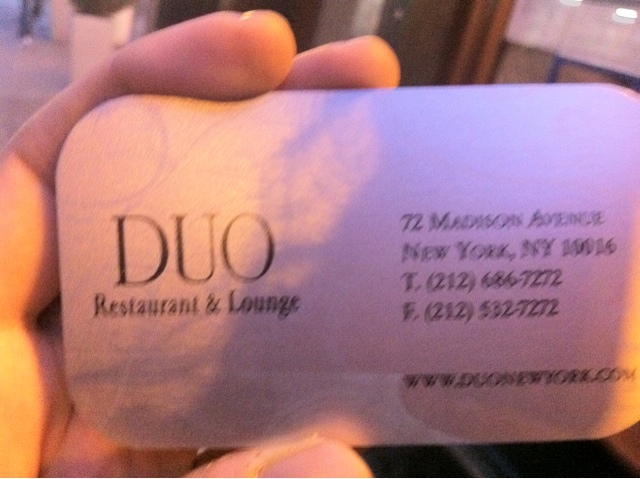 DUO
Restaurant & Lounge
72 Madison Avenue
New York, NY 10016
T. (212) 686-7272
F. (212) 532-7272
WWW.DUONEWYORK.COM